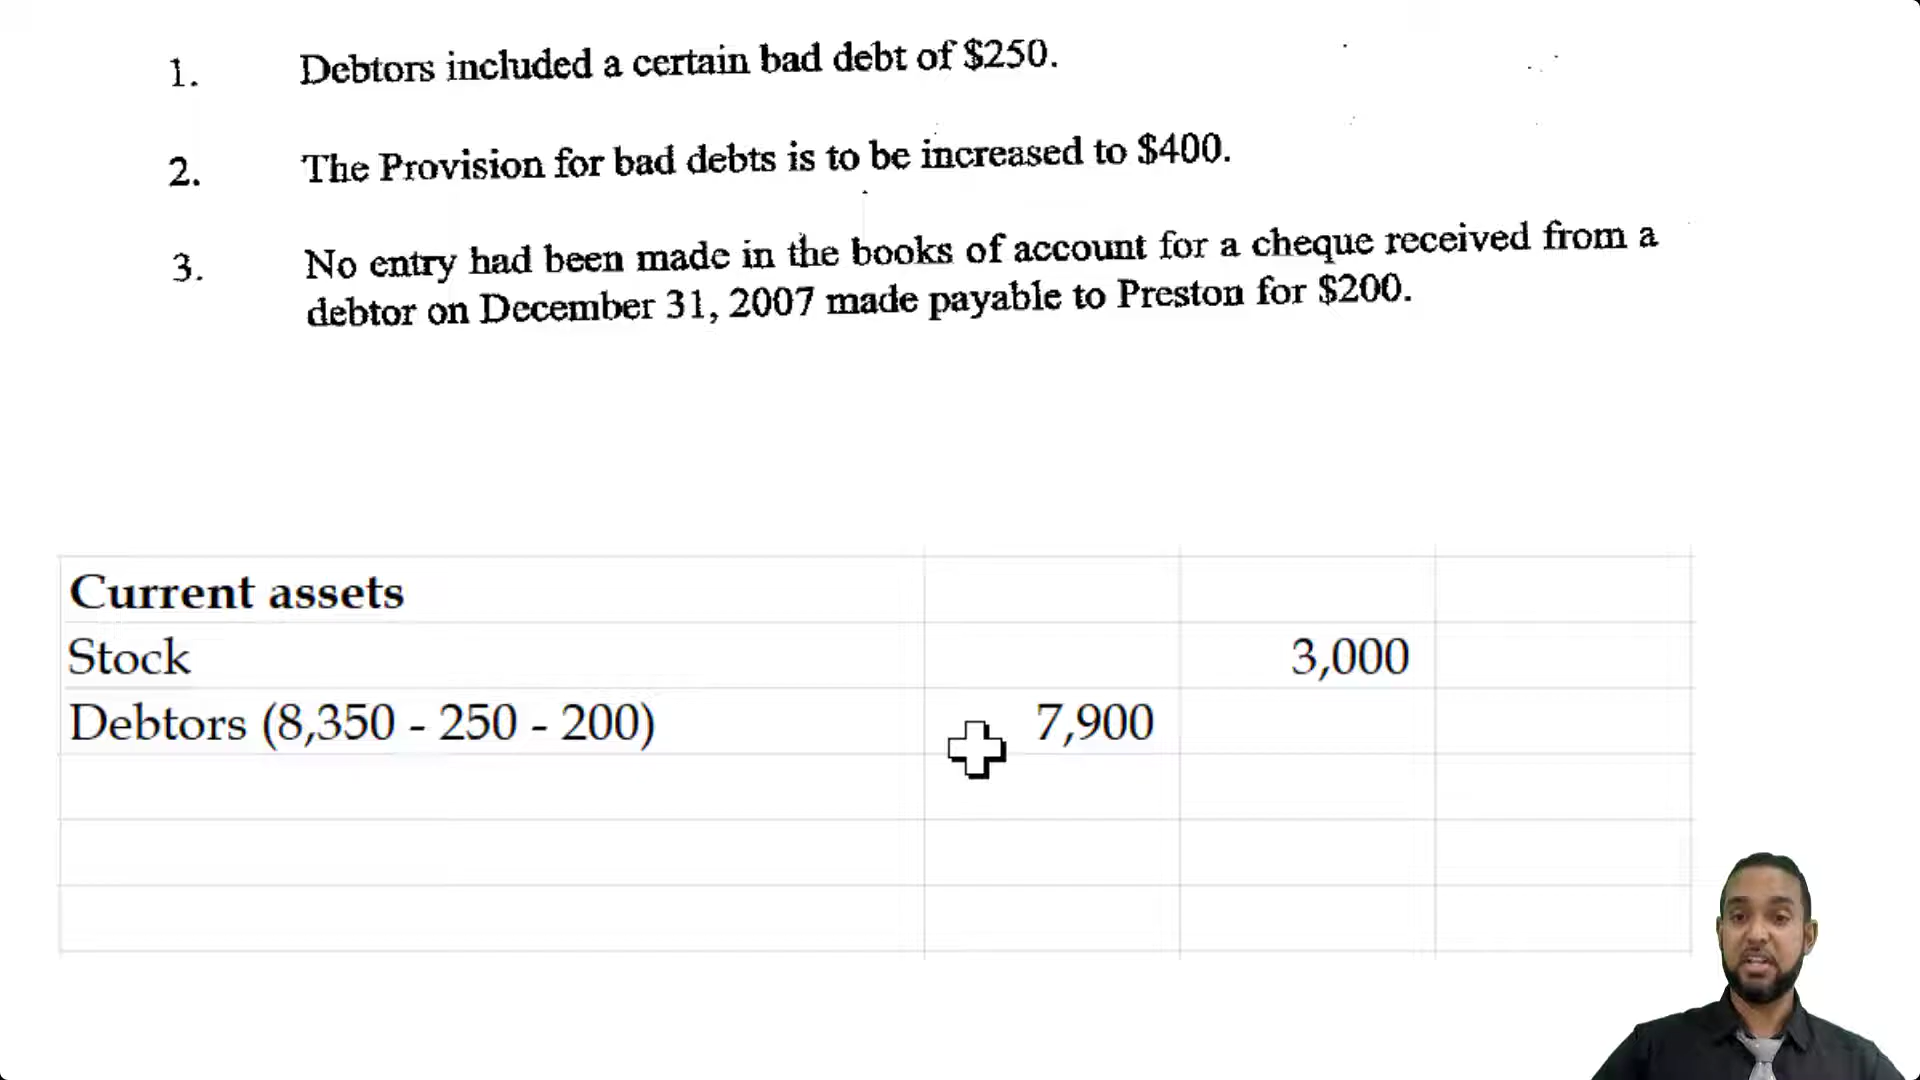 1. Debtors included a certain bad debt of $250.
2. The Provision for bad debts is to be increased to $400.
3. No entry had been made in the books of account for a cheque received from a
debtor on December 31, 2007 made payable to Preston for $200.
Current assets
Stock 3,000
Debtors (8,350 - 250 - 200) 7,900